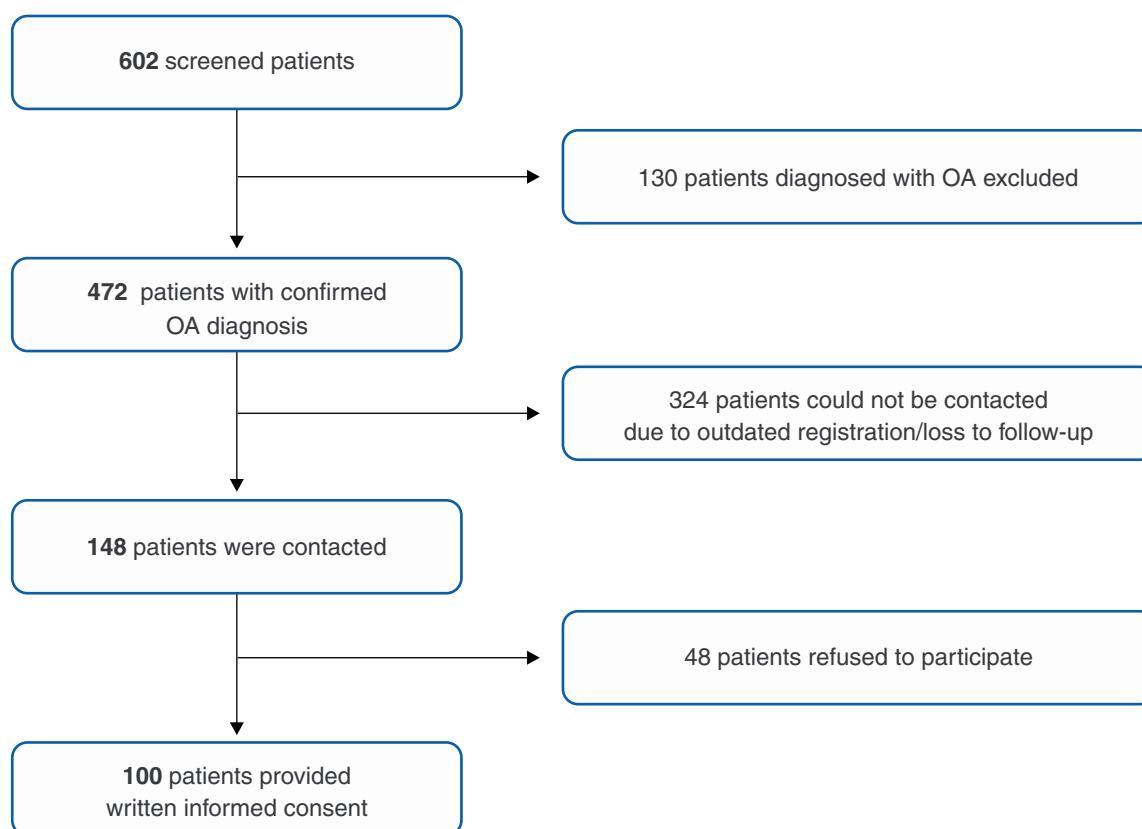 602 screened patients
130 patients diagnosed with OA excluded
472 patients with confirmed
OA diagnosis
324 patients could not be contacted
due to outdated registration/loss to follow-up
148 patients were contacted
48 patients refused to participate
100 patients provided
written informed consent